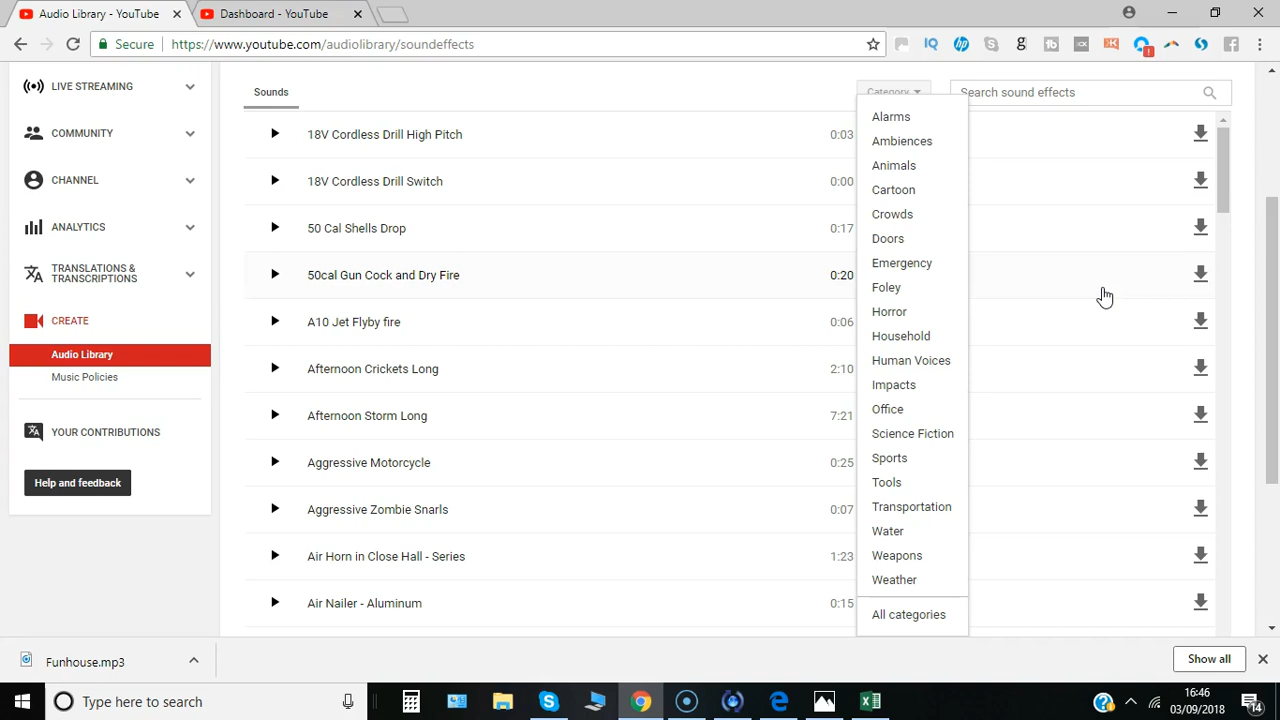 Audio Library - YouTube
Dashboard - YouTube
Secure
https://www.youtube.com/audiolibrary/soundeffects
LIVE STREAMING
COMMUNITY
CHANNEL
ANALYTICS
TRANSLATIONS &
TRANSCRIPTIONS
CREATE
Audio Library
Music Policies
YOUR CONTRIBUTIONS
Help and feedback
Sounds
Category
Search sound effects
18V Cordless Drill High Pitch 0:03
18V Cordless Drill Switch 0:00
50 Cal Shells Drop 0:17
50cal Gun Cock and Dry Fire 0:20
A10 Jet Flyby fire 0:06
Afternoon Crickets Long 2:10
Afternoon Storm Long 7:21
Aggressive Motorcycle 0:25
Aggressive Zombie Snarls 0:07
Air Horn in Close Hall - Series 1:23
Air Nailer - Aluminum 0:15
Alarms
Ambiences
Animals
Cartoon
Crowds
Doors
Emergency
Foley
Horror
Household
Human Voices
Impacts
Office
Science Fiction
Sports
Tools
Transportation
Water
Weapons
Weather
All categories
Funhouse.mp3
Show all
Type here to search
16:46
03/09/2018
14